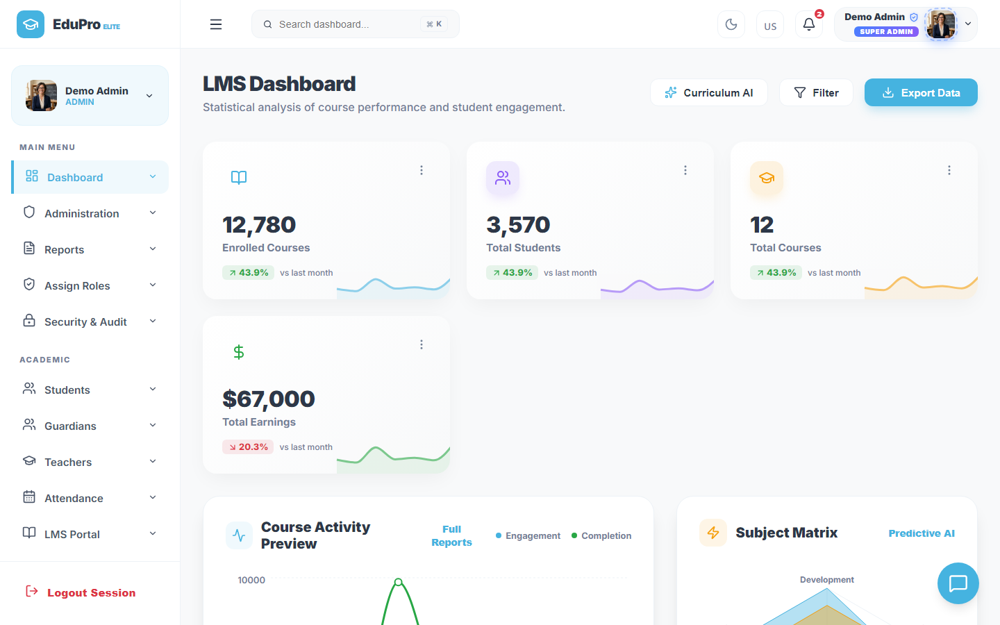 EduPro ELITE
Search dashboard...
⌘ K
US
2
Demo Admin
SUPER ADMIN
Demo Admin
ADMIN
MAIN MENU
Dashboard
Administration
Reports
Assign Roles
Security & Audit
ACADEMIC
Students
Guardians
Teachers
Attendance
LMS Portal
Logout Session
LMS Dashboard
Statistical analysis of course performance and student engagement.
Curriculum AI
Filter
Export Data
12,780
Enrolled Courses
43.9% vs last month
3,570
Total Students
43.9% vs last month
12
Total Courses
43.9% vs last month
$67,000
Total Earnings
20.3% vs last month
Course Activity
Preview
Full
Reports
Engagement
Completion
10000
Subject Matrix
Predictive AI
Development